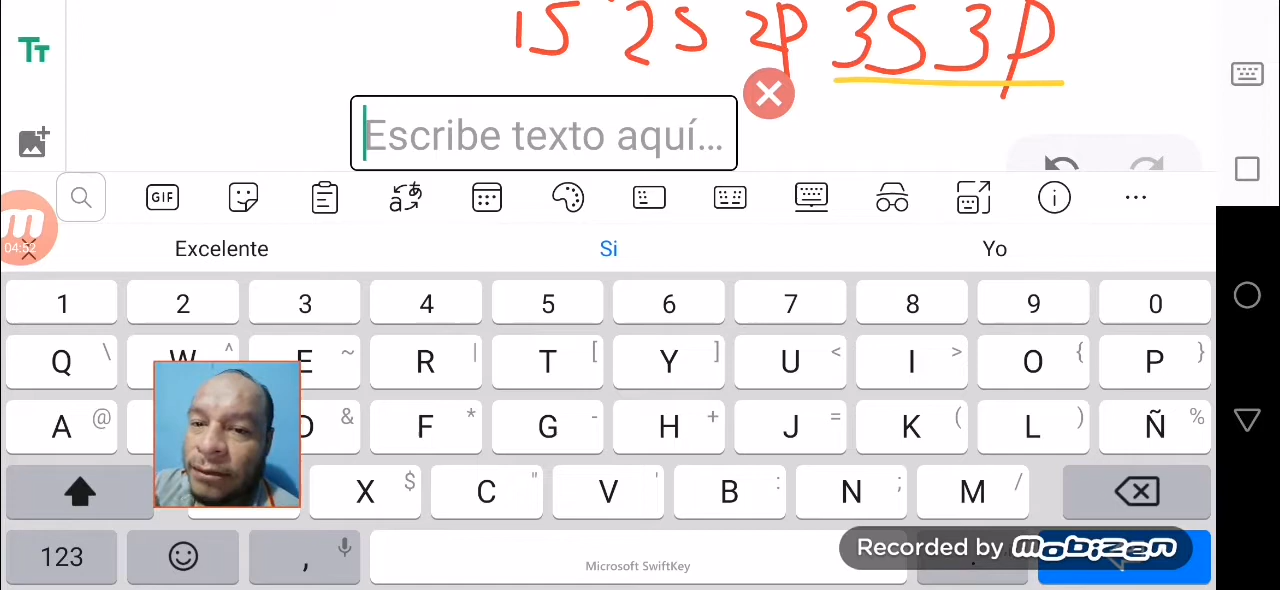 1S 2S 2p 3S 3p
TT
Escribe texto aquí...
GIF
04:52
Excelente Si Yo
1 2 3 4 5 6 7 8 9 0
Q \ W ^ E ~ R | T [ Y ] U < I > O { P }
A @ D & F * G - H + J = K ( L ) Ñ %
X $ C " V ' B : N ; M /
123 , Microsoft SwiftKey .
Recorded by mobizen